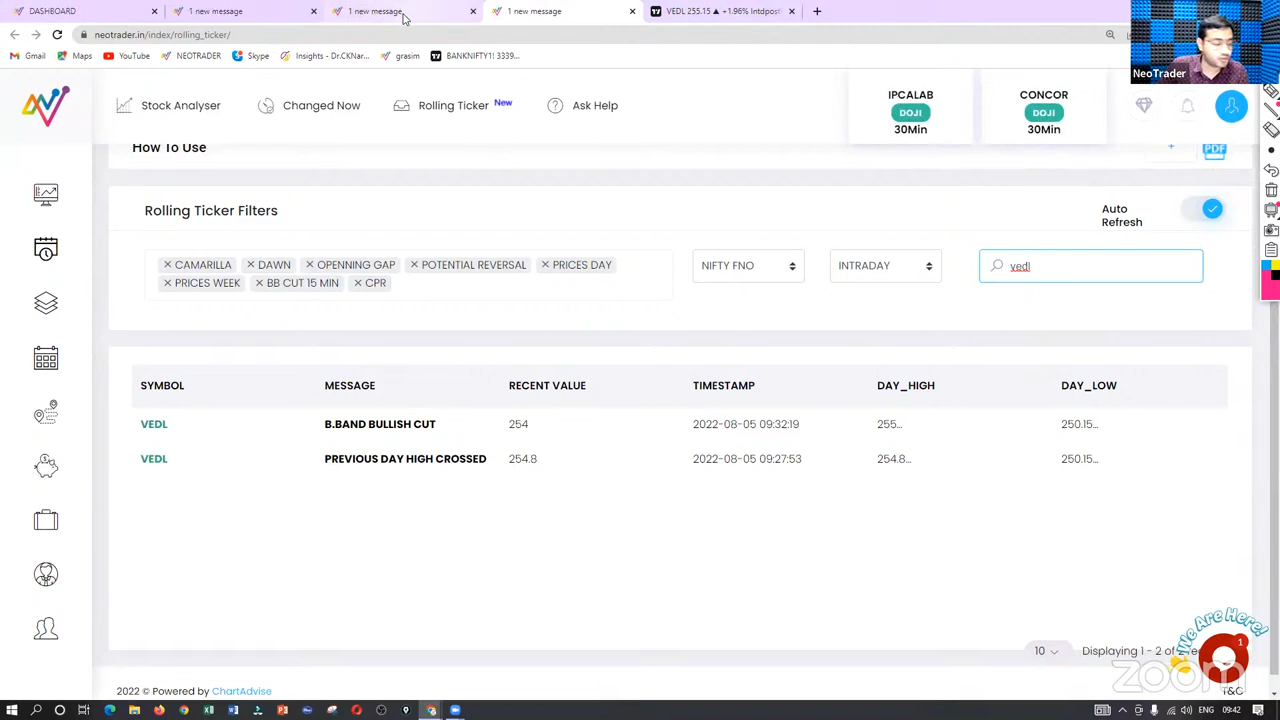 DASHBOARD
1 new message
1 new message
1 new message
VEDL 255.15 ▲ +1.96% Intdpost
neotrader.in/index/rolling_ticker/
Gmail
Maps
YouTube
NEOTRADER
Skype
Insights - Dr.CKNar...
grasim
BANKNIFTY1! 3339...
NeoTrader
Stock Analyser
Changed Now
Rolling Ticker New
Ask Help
IPCALAB
DOJI
30Min
CONCOR
DOJI
30Min
How To Use
+
PDF
Rolling Ticker Filters
Auto
Refresh
× CAMARILLA
× DAWN
× OPENNING GAP
× POTENTIAL REVERSAL
× PRICES DAY
× PRICES WEEK
× BB CUT 15 MIN
× CPR
NIFTY FNO
INTRADAY
vedl
SYMBOL MESSAGE RECENT VALUE TIMESTAMP DAY_HIGH DAY_LOW
VEDL B.BAND BULLISH CUT 254 2022-08-05 09:32:19 255... 250.15...
VEDL PREVIOUS DAY HIGH CROSSED 254.8 2022-08-05 09:27:53 254.8... 250.15...
We Are Here!
1
10
Displaying 1 - 2 of 2
zoom
T&C
2022 © Powered by ChartAdvise
ENG
09:42